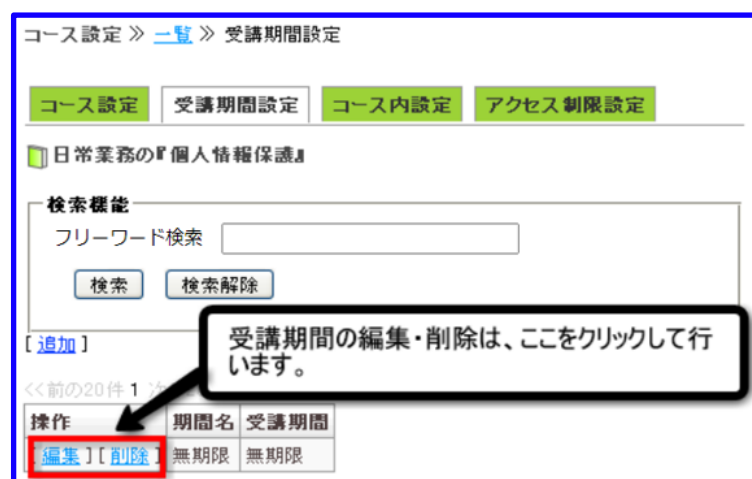 コース設定 ≫ 一覧 ≫ 受講期間設定
コース設定 受講期間設定 コース内設定 アクセス制限設定
日常業務の『個人情報保護』
検索機能
フリーワード検索
検索 検索解除
[ 追加 ]
受講期間の編集・削除は、ここをクリックして行
います。
<<前の20件 1 次
操作 期間名 受講期間
[ 編集 ][ 削除 ] 無期限 無期限